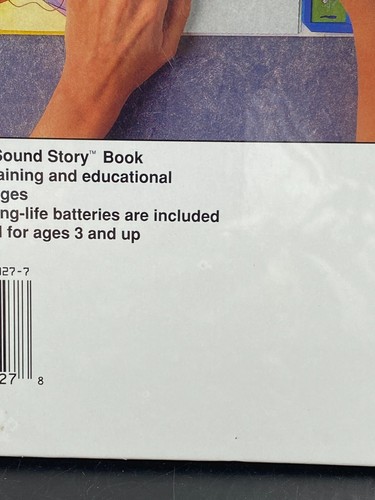 Sound Story™ Book
aining and educational
ges
ng-life batteries are included
l for ages 3 and up
027-7
27 8